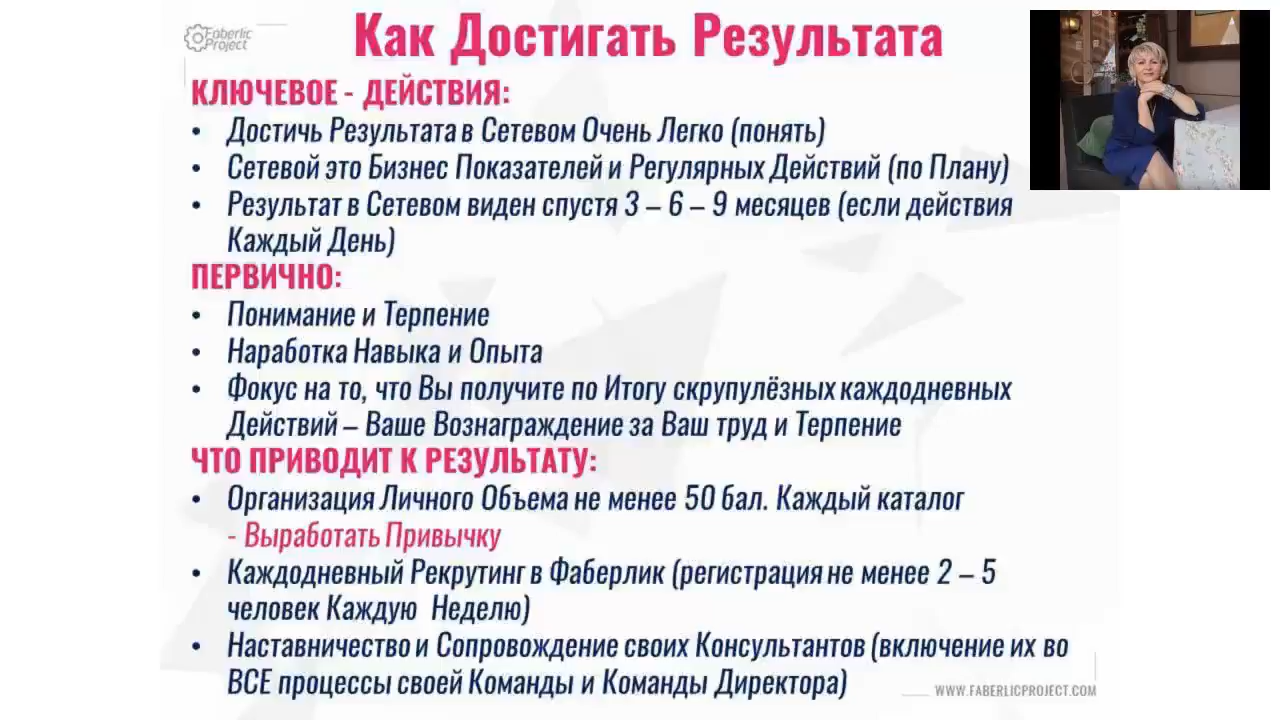 Faberlic
Project
Как Достигать Результата
КЛЮЧЕВОЕ - ДЕЙСТВИЯ:
• Достичь Результата в Сетевом Очень Легко (понять)
• Сетевой это Бизнес Показателей и Регулярных Действий (по Плану)
• Результат в Сетевом виден спустя 3 – 6 – 9 месяцев (если действия
Каждый День)
ПЕРВИЧНО:
• Понимание и Терпение
• Наработка Навыка и Опыта
• Фокус на то, что Вы получите по Итогу скрупулёзных каждодневных
Действий – Ваше Вознаграждение за Ваш труд и Терпение
ЧТО ПРИВОДИТ К РЕЗУЛЬТАТУ:
• Организация Личного Объема не менее 50 бал. Каждый каталог
- Выработать Привычку
• Каждодневный Рекрутинг в Фаберлик (регистрация не менее 2 – 5
человек Каждую Неделю)
• Наставничество и Сопровождение своих Консультантов (включение их во
ВСЕ процессы своей Команды и Команды Директора)
WWW.FABERLICPROJECT.COM